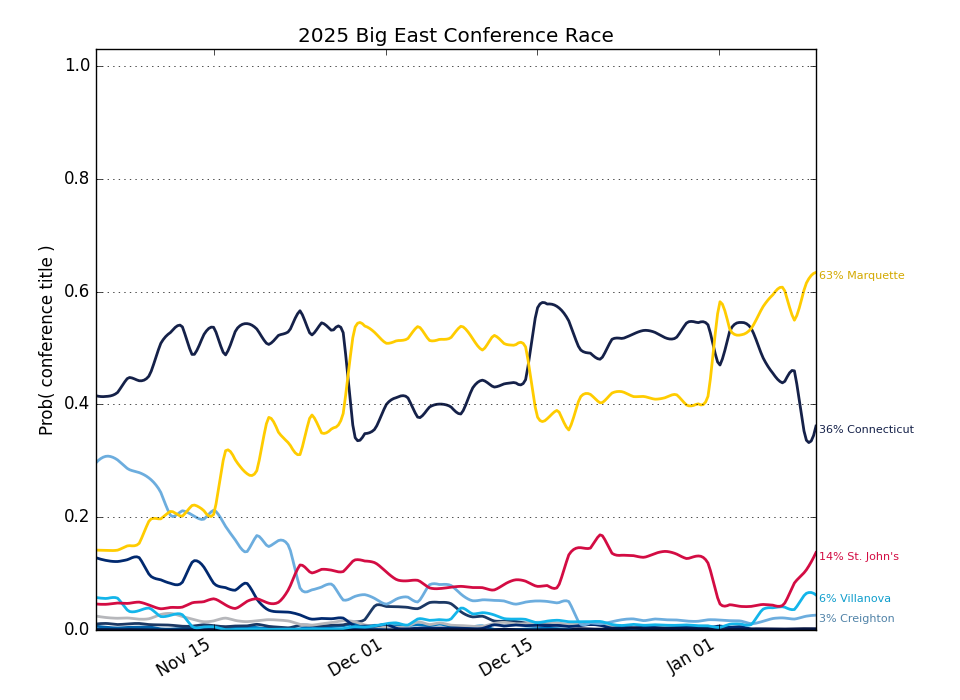 2025 Big East Conference Race
Prob( conference title )
1.0
0.8
0.6
0.4
0.2
0.0
63% Marquette
36% Connecticut
14% St. John's
6% Villanova
3% Creighton
Nov 15
Dec 01
Dec 15
Jan 01